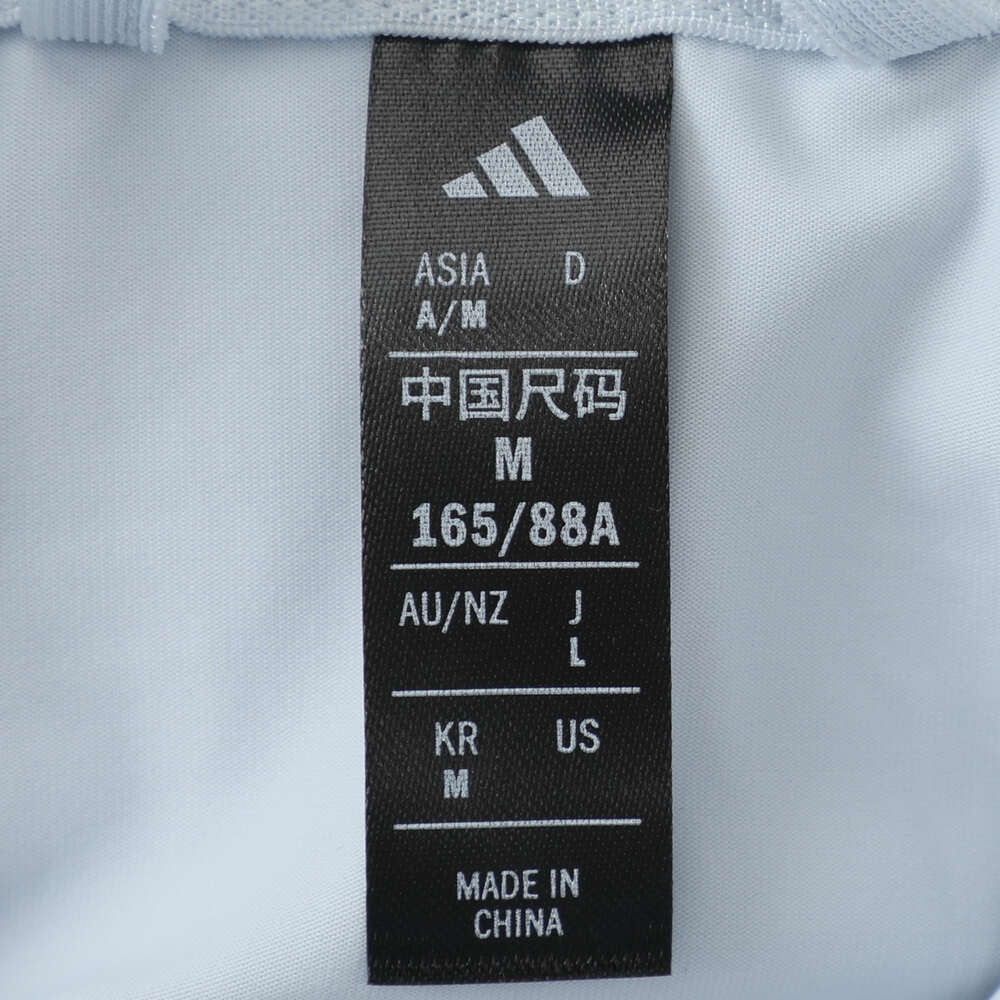 ASIA D
A/M
中国尺码
M
165/88A
AU/NZ J
L
KR US
M
MADE IN
CHINA